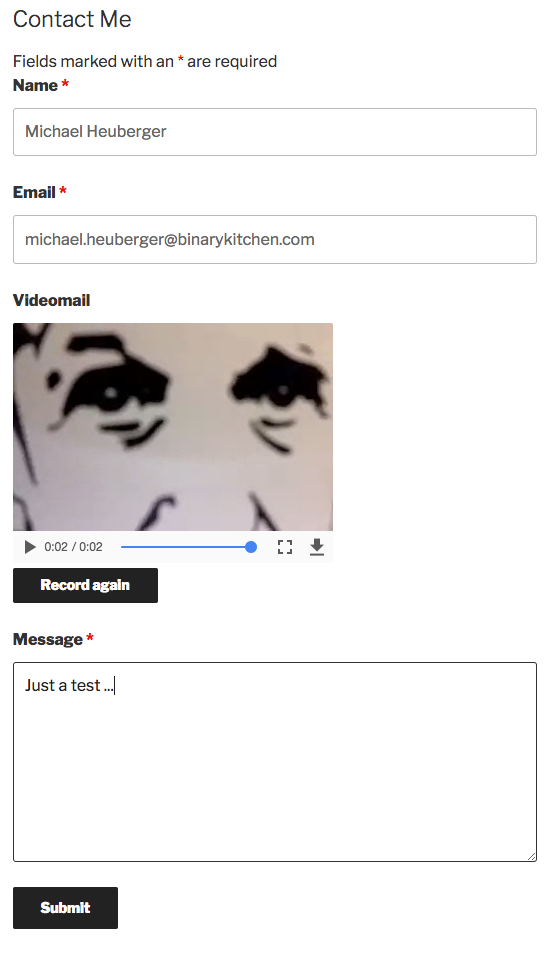 Contact Me
Fields marked with an * are required
Name *
Michael Heuberger
Email *
michael.heuberger@binarykitchen.com
Videomail
0:02 / 0:02
Record again
Message *
Just a test ...
Submit